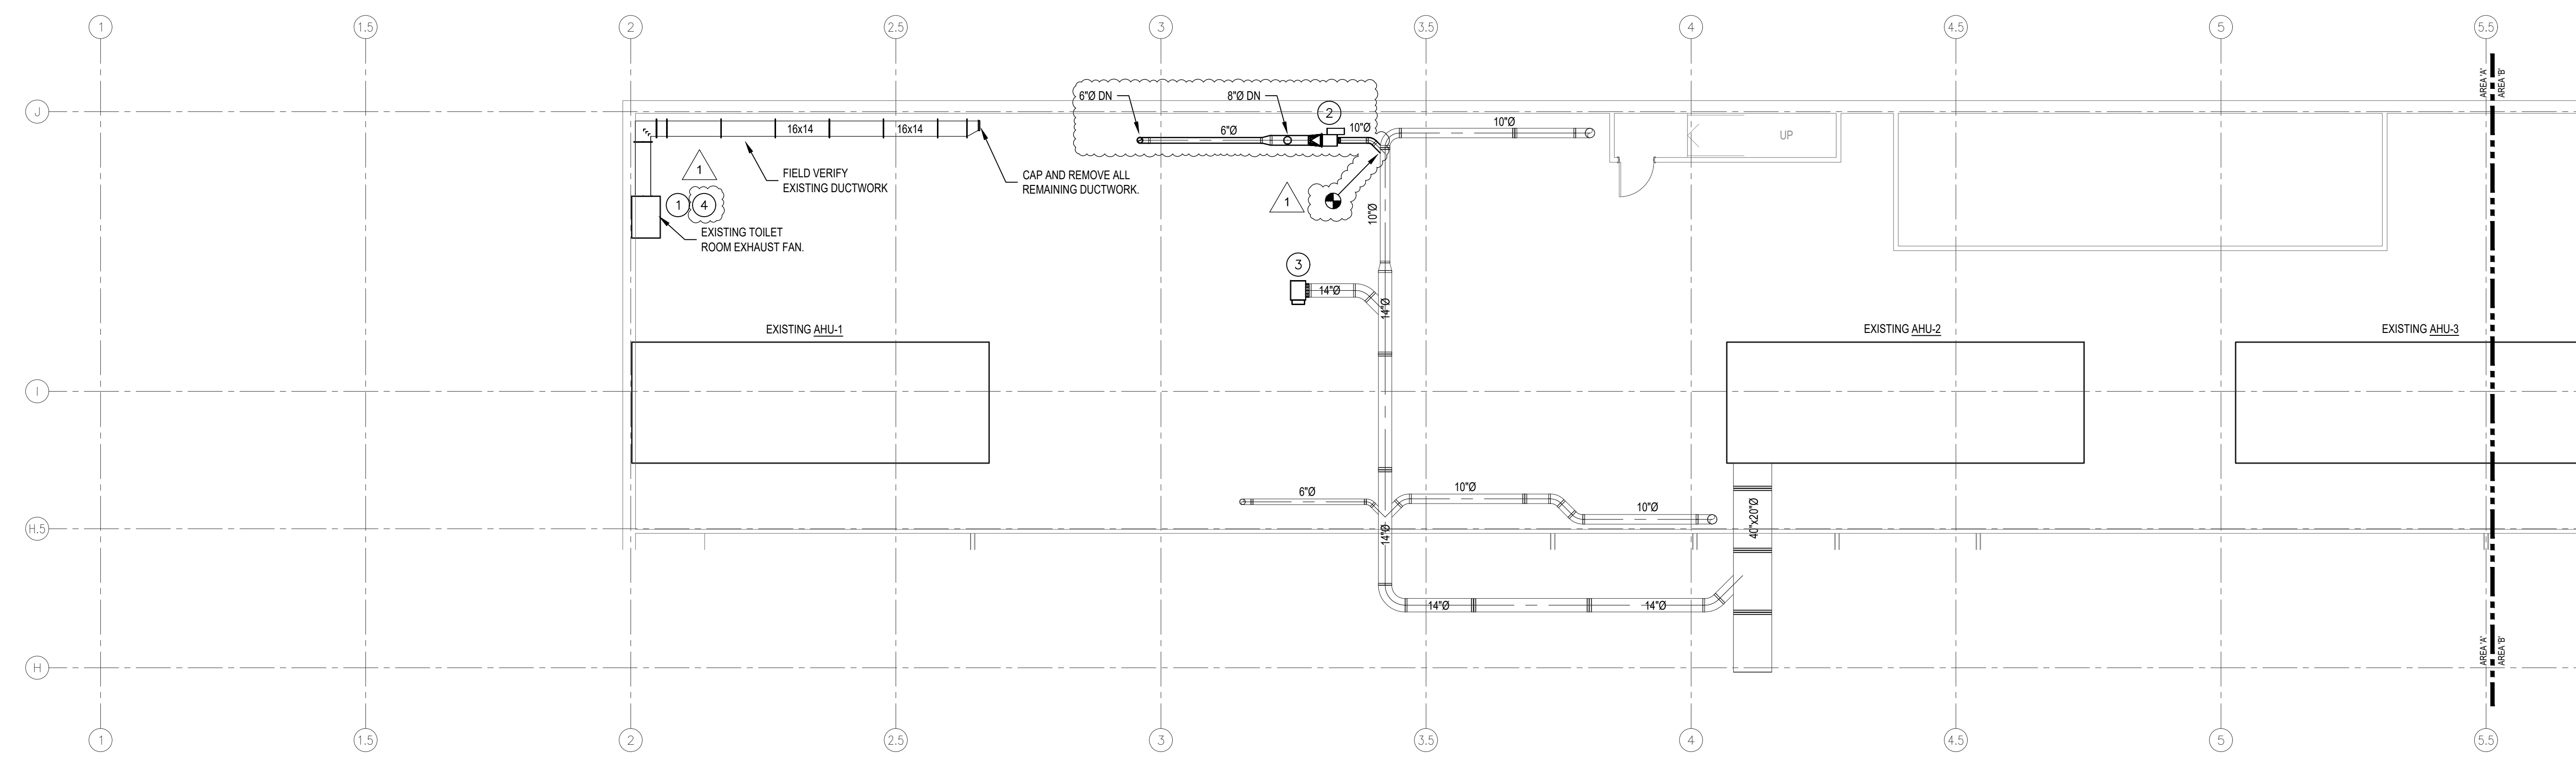 1 1.5 2 2.5 3 3.5 4 4.5 5 5.5
AREA 'A'
AREA 'B'
J
6"Ø DN
8"Ø DN
2
16x14
16x14
6"Ø
10"Ø
10"Ø
UP
1
FIELD VERIFY
EXISTING DUCTWORK
CAP AND REMOVE ALL
REMAINING DUCTWORK.
1
4
1
10"Ø
EXISTING TOILET
ROOM EXHAUST FAN.
3
14"Ø
14"Ø
EXISTING AHU-1
EXISTING AHU-2
EXISTING AHU-3
I
6"Ø
10"Ø
10"Ø
40"x20"Ø
H.5
14"Ø
14"Ø
14"Ø
AREA 'A'
AREA 'B'
H
1 1.5 2 2.5 3 3.5 4 4.5 5 5.5